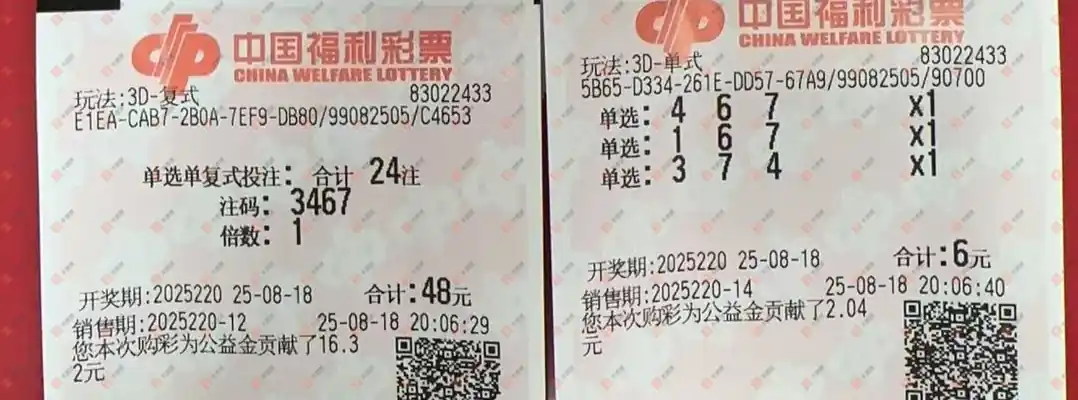 中国福利彩票
CHINA WELFARE LOTTERY
玩法:3D-复式 83022433
E1EA-CAB7-2B0A-7EF9-DB80/99082505/C4653
单选单复式投注: 合计 24注
注码: 3467
倍数: 1
开奖期:2025220 25-08-18 合计:48元
销售期:2025220-12 25-08-18 20:06:29
您本次购彩为公益金贡献了16.3
2元
中国福利彩票
CHINA WELFARE LOTTERY
玩法:3D-单式 83022433
5B65-D334-261E-DD57-67A9/99082505/90700
单选: 4 6 7 x1
单选: 1 6 7 x1
单选: 3 7 4 x1
开奖期:2025220 25-08-18 合计:6元
销售期:2025220-14 25-08-18 20:06:40
您本次购彩为公益金贡献了2.04
元